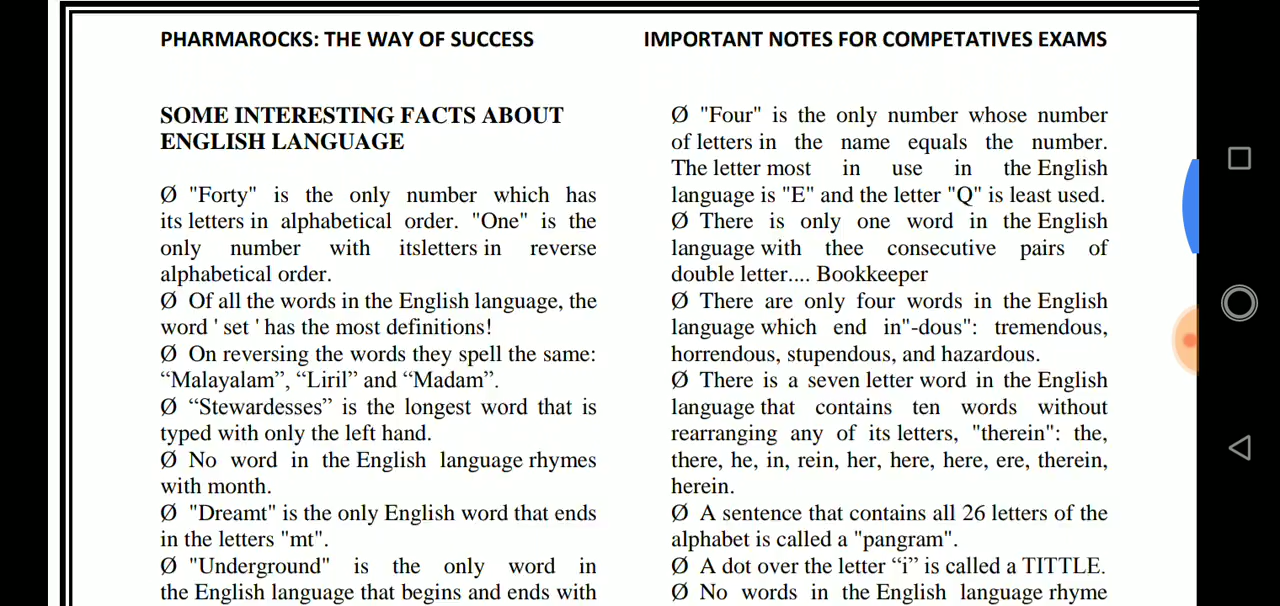 PHARMAROCKS: THE WAY OF SUCCESS
IMPORTANT NOTES FOR COMPETATIVES EXAMS
SOME INTERESTING FACTS ABOUT
ENGLISH LANGUAGE
Ø "Forty" is the only number which has
its letters in alphabetical order. "One" is the
only number with itsletters in reverse
alphabetical order.
Ø Of all the words in the English language, the
word ' set ' has the most definitions!
Ø On reversing the words they spell the same:
“Malayalam”, “Liril” and “Madam”.
Ø “Stewardesses” is the longest word that is
typed with only the left hand.
Ø No word in the English language rhymes
with month.
Ø "Dreamt" is the only English word that ends
in the letters "mt".
Ø "Underground" is the only word in
the English language that begins and ends with
Ø "Four" is the only number whose number
of letters in the name equals the number.
The letter most in use in the English
language is "E" and the letter "Q" is least used.
Ø There is only one word in the English
language with thee consecutive pairs of
double letter.... Bookkeeper
Ø There are only four words in the English
language which end in"-dous": tremendous,
horrendous, stupendous, and hazardous.
Ø There is a seven letter word in the English
language that contains ten words without
rearranging any of its letters, "therein": the,
there, he, in, rein, her, here, here, ere, therein,
herein.
Ø A sentence that contains all 26 letters of the
alphabet is called a "pangram".
Ø A dot over the letter “i” is called a TITTLE.
Ø No words in the English language rhyme